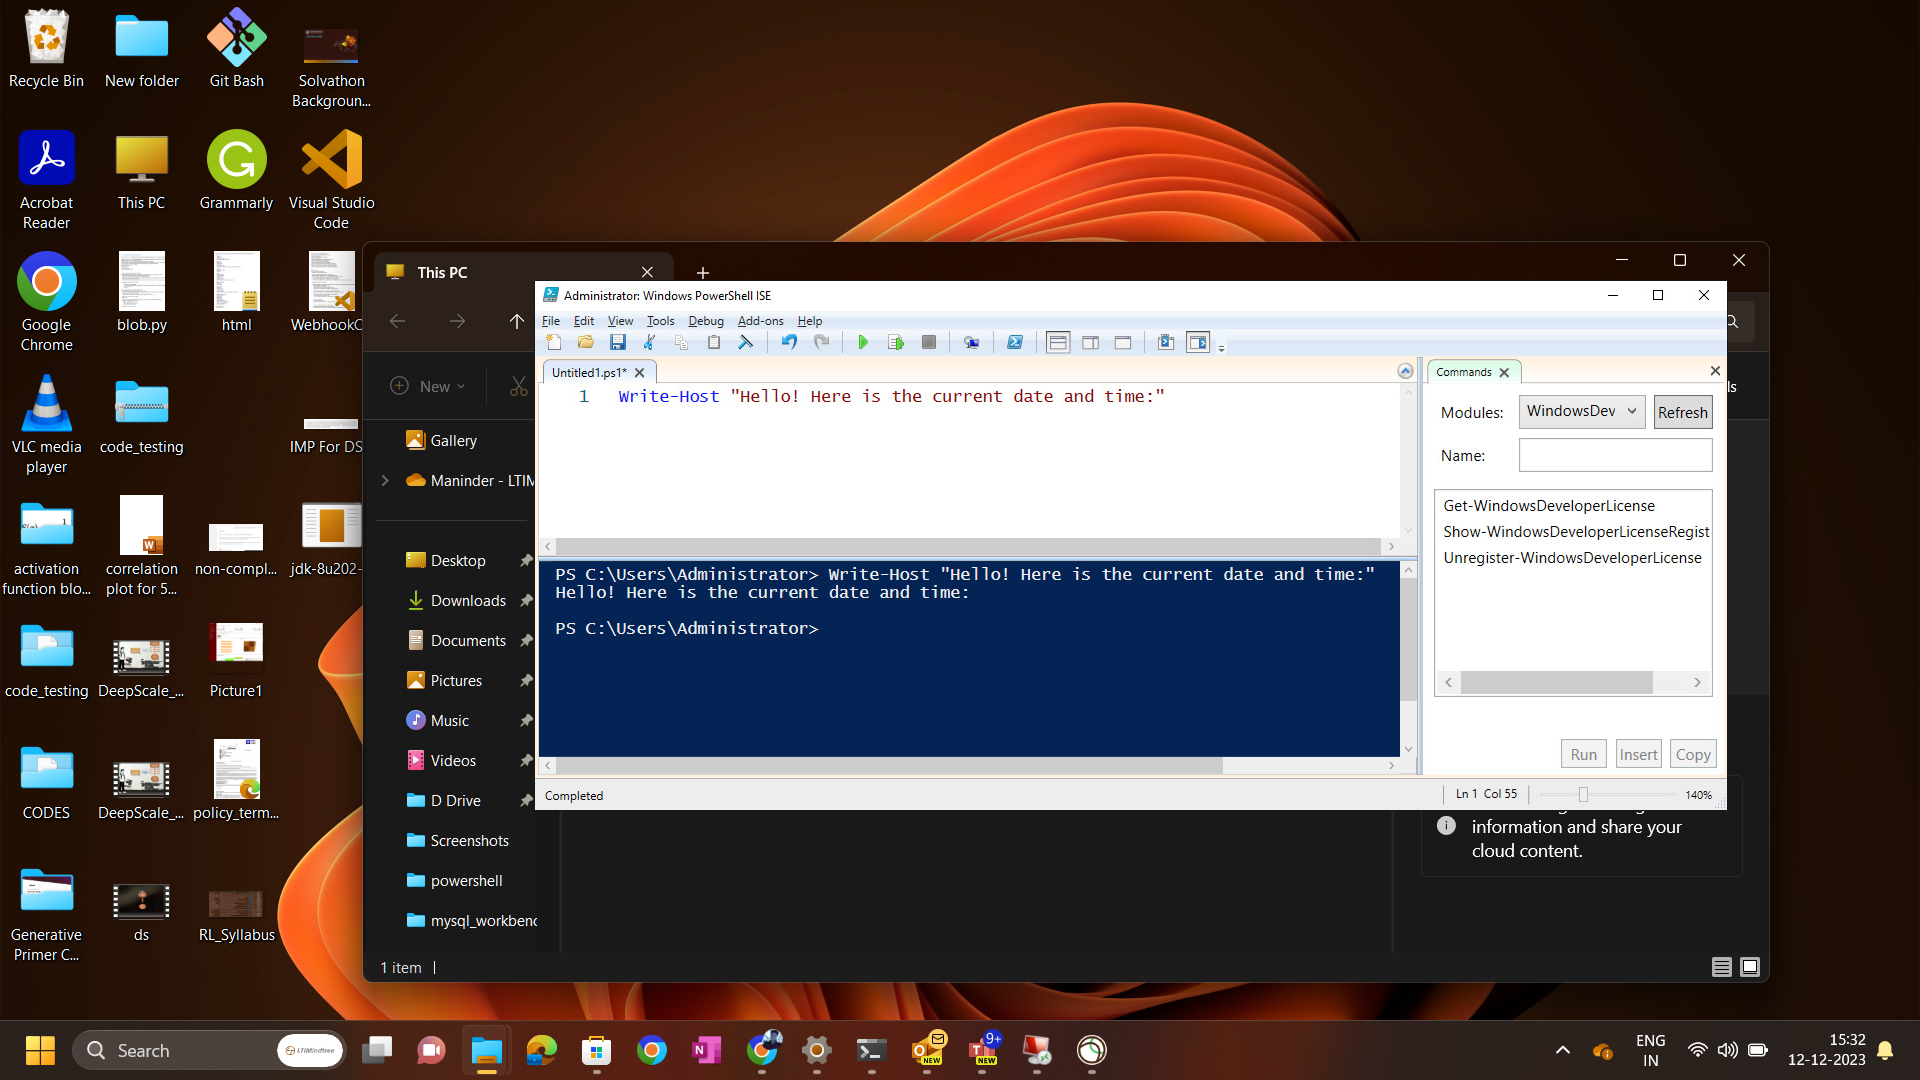 Recycle Bin
New folder
Git Bash
Solvathon
Backgroun...
Acrobat
Reader
This PC
Grammarly
Visual Studio
Code
Google
Chrome
blob.py
html
WebhookC
VLC media
player
code_testing
IMP For DS
activation
function blo...
correlation
plot for 5...
non-compl...
jdk-8u202-
code_testing
DeepScale_...
Picture1
CODES
DeepScale_...
policy_term...
Generative
Primer C...
ds
RL_Syllabus
This PC
New
Gallery
Maninder - LTIM
Desktop
Downloads
Documents
Pictures
Music
Videos
D Drive
Screenshots
powershell
mysql_workbenc
1 item
Administrator: Windows PowerShell ISE
File Edit View Tools Debug Add-ons Help
Untitled1.ps1*
1 Write-Host "Hello! Here is the current date and time:"
PS C:\Users\Administrator> Write-Host "Hello! Here is the current date and time:"
Hello! Here is the current date and time:
PS C:\Users\Administrator>
Completed
Ln 1 Col 55
140%
Commands
Modules: WindowsDev Refresh
Name:
Get-WindowsDeveloperLicense
Show-WindowsDeveloperLicenseRegist
Unregister-WindowsDeveloperLicense
Run Insert Copy
information and share your
cloud content.
Search
LTIMindtree
NEW
9+
NEW
ENG
IN
15:32
12-12-2023